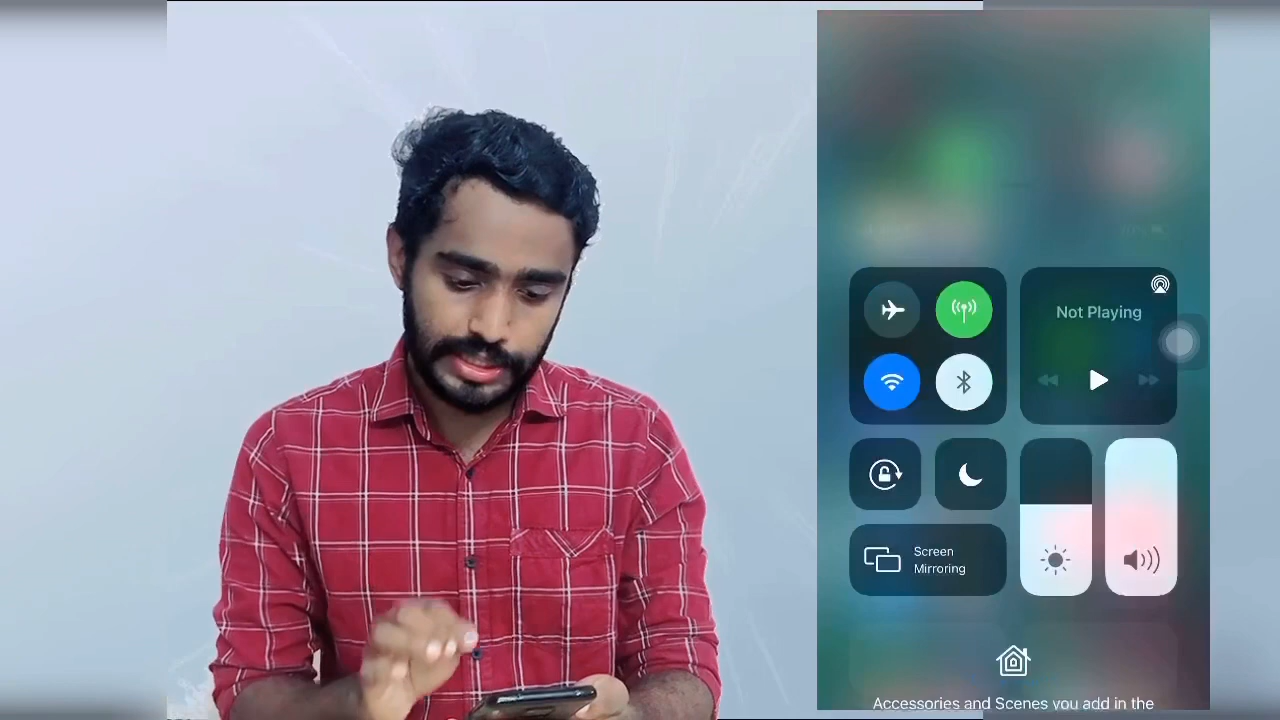 Not Playing
Screen
Mirroring
Accessories and Scenes you add in the